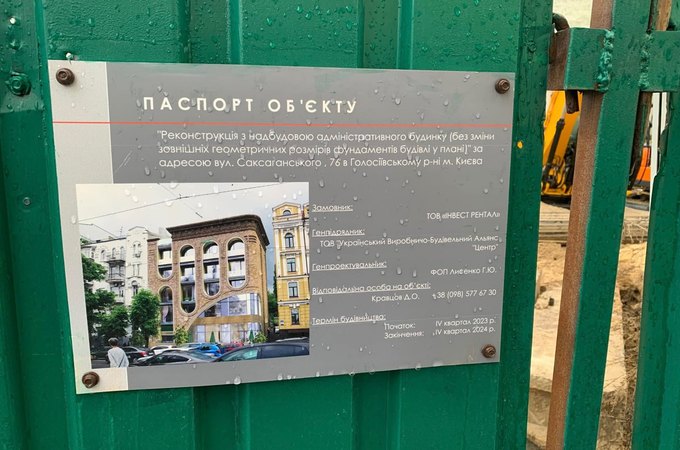 ПАСПОРТ ОБ'ЄКТУ
"Реконструкція з надбудовою адміністративного будинку (без зміни
зовнішніх геометричних розмірів фундаментів будівлі у плані)" за
адресою вул. Саксаганського , 76 в Голосіївському р-ні м. Києва
Замовник:
ТОВ «ІНВЕСТ РЕНТАЛ»
Генпідрядник:
ТОВ "Український Виробничо-Будівельний Альянс
"Центр"
Генпроектувальник:
ФОП Лисенко Г.Ю.
Відповідальна особа на об'єкті:
Кравцов Д.О. +38 (098) 577 67 30
Термін будівництва:
Початок: IV квартал 2023 р.
Закінчення: IV квартал 2024 р.